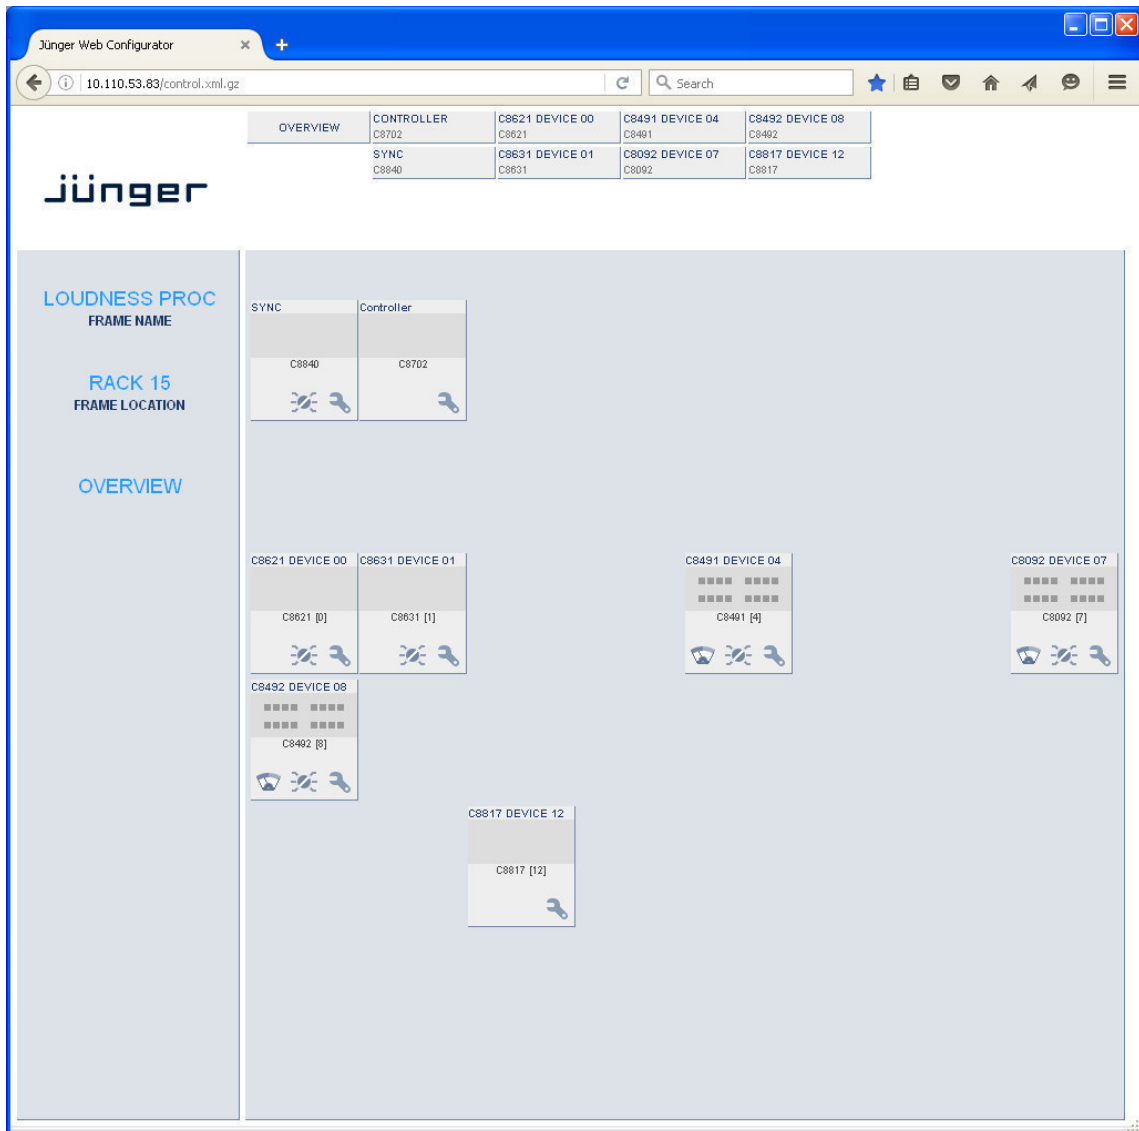 Jünger Web Configurator
10.110.53.83/control.xml.gz
Search
OVERVIEW
CONTROLLER
C8702
C8621 DEVICE 00
C8621
C8491 DEVICE 04
C8491
C8492 DEVICE 08
C8492
SYNC
C8840
C8631 DEVICE 01
C8631
C8092 DEVICE 07
C8092
C8817 DEVICE 12
C8817
jünger
LOUDNESS PROC
FRAME NAME
RACK 15
FRAME LOCATION
OVERVIEW
SYNC
C8840
Controller
C8702
C8621 DEVICE 00
C8621 [0]
C8631 DEVICE 01
C8631 [1]
C8491 DEVICE 04
C8491 [4]
C8092 DEVICE 07
C8092 [7]
C8492 DEVICE 08
C8492 [8]
C8817 DEVICE 12
C8817 [12]